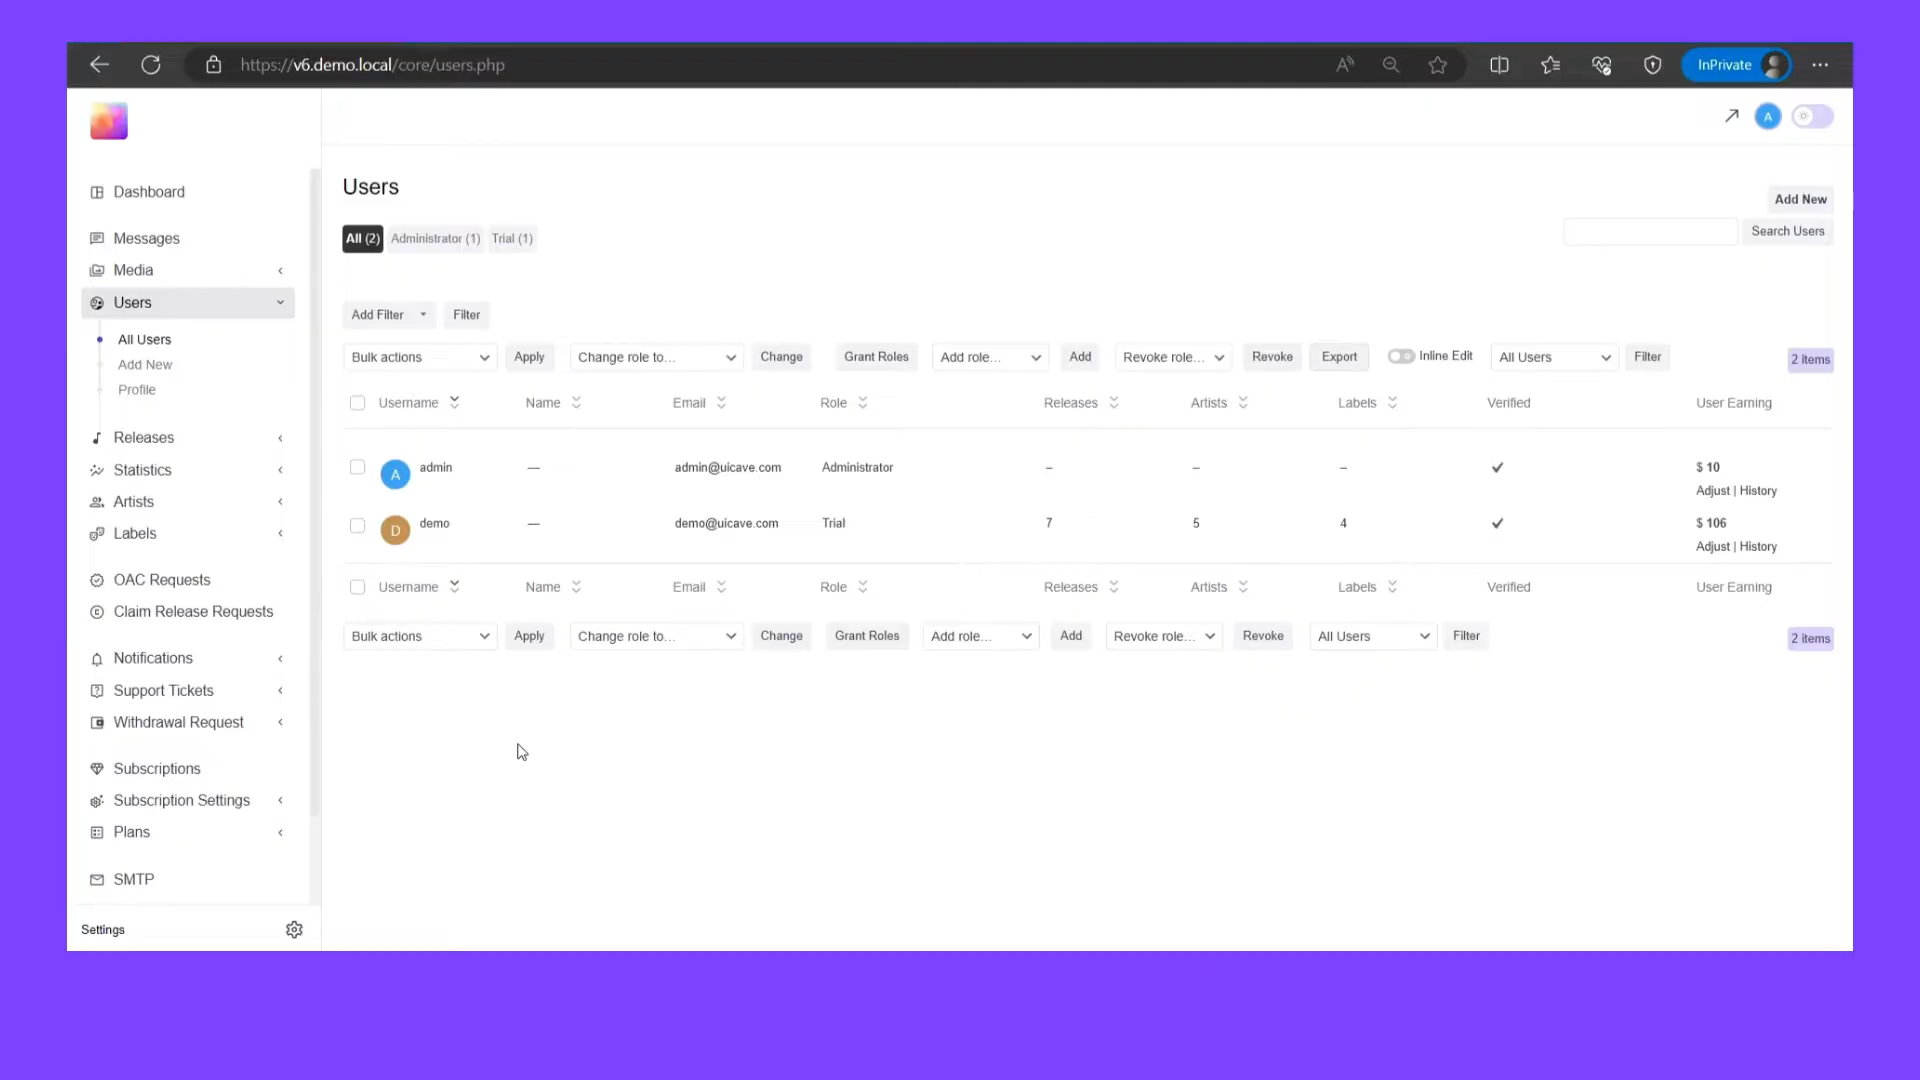 https://v6.demo.local/core/users.php
InPrivate
A
Dashboard
Messages
Media
Users
All Users
Add New
Profile
Releases
Statistics
Artists
Labels
OAC Requests
Claim Release Requests
Notifications
Support Tickets
Withdrawal Request
Subscriptions
Subscription Settings
Plans
SMTP
Settings
Users
Add New
All (2) Administrator (1) Trial (1)
Search Users
Add Filter Filter
Bulk actions Apply Change role to... Change Grant Roles Add role... Add Revoke role... Revoke Export Inline Edit All Users Filter 2 items
Username Name Email Role Releases Artists Labels Verified User Earning
A admin — admin@uicave.com Administrator – – – $ 10
Adjust | History
D demo — demo@uicave.com Trial 7 5 4 $ 106
Adjust | History
Username Name Email Role Releases Artists Labels Verified User Earning
Bulk actions Apply Change role to... Change Grant Roles Add role... Add Revoke role... Revoke All Users Filter 2 items